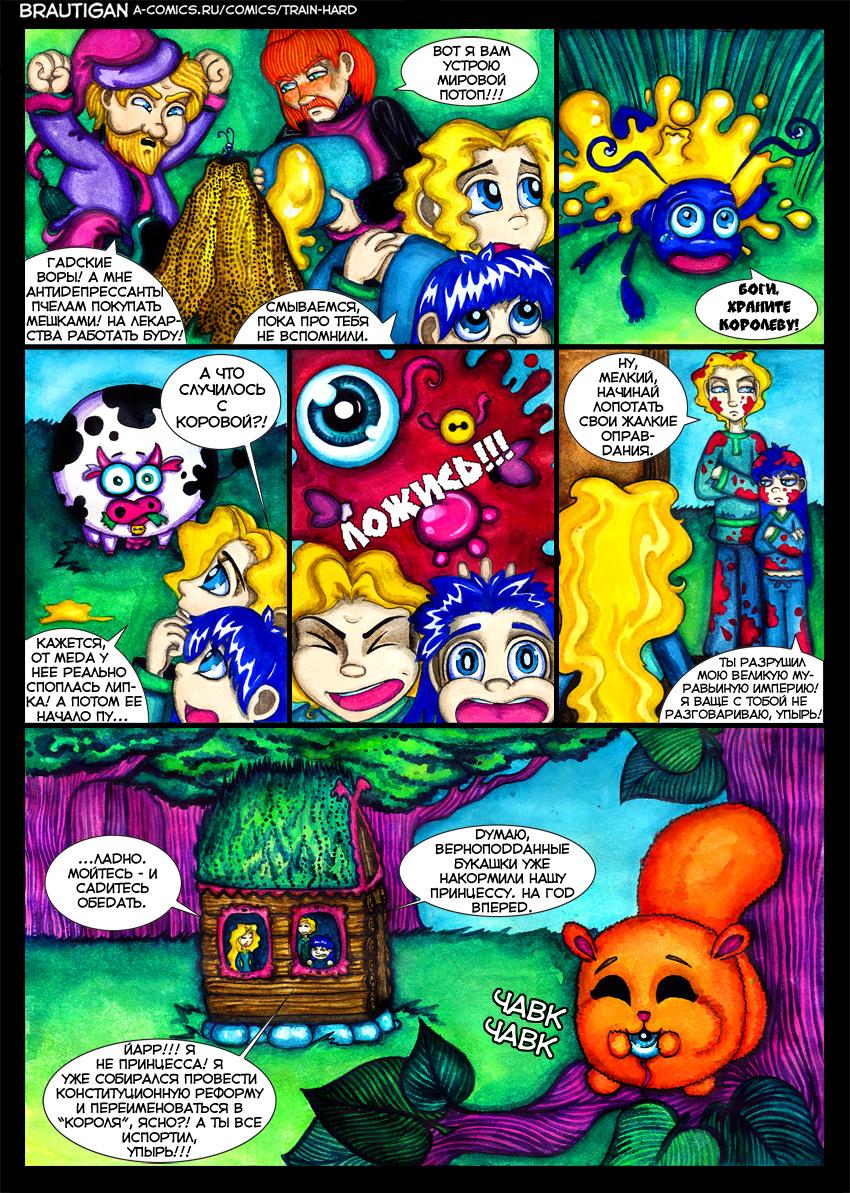 BRAUTIGAN A-COMICS.RU/COMICS/TRAIN-HARD
ВОТ Я ВАМ
УСТРОЮ
МИРОВОЙ
ПОТОП!!!
ГАДСКИЕ
ВОРЫ! А МНЕ
АНТИДЕПРЕССАНТЫ
ПЧЕЛАМ ПОКУПАТЬ
МЕШКАМИ! НА ЛЕКАР-
СТВА РАБОТАТЬ БУДУ!
СМЫВАЕМСЯ,
ПОКА ПРО ТЕБЯ
НЕ ВСПОМНИЛИ.
БОГИ,
ХРАНИТЕ
КОРОЛЕВУ!
А ЧТО
СЛУЧИЛОСЬ
С
КОРОВОЙ?!
КАЖЕТСЯ,
ОТ МЕДА У
НЕЕ РЕАЛЬНО
СПОПЛАСЬ ЛИП-
КА! А ПОТОМ ЕЕ
НАЧАЛО ПУ...
ЛОЖИСЬ!!!
НУ,
МЕЛКИЙ,
НАЧИНАЙ
ЛОПОТАТЬ
СВОИ ЖАЛКИЕ
ОПРАВ-
ДАНИЯ.
ТЫ РАЗРУШИЛ
МОЮ ВЕЛИКУЮ МУ-
РАВЬИНУЮ ИМПЕРИЮ!
Я ВАЩЕ С ТОБОЙ НЕ
РАЗГОВАРИВАЮ, УПЫРЬ!
...ЛАДНО.
МОЙТЕСЬ - И
САДИТЕСЬ
ОБЕДАТЬ.
ДУМАЮ,
ВЕРНОПОДДАННЫЕ
БУКАШКИ УЖЕ
НАКОРМИЛИ НАШУ
ПРИНЦЕССУ. НА ГОД
ВПЕРЕД.
ЧАВК
ЧАВК
ЙАРР!!! Я
НЕ ПРИНЦЕССА! Я
УЖЕ СОБИРАЛСЯ ПРОВЕСТИ
КОНСТИТУЦИОННУЮ РЕФОРМУ
И ПЕРЕИМЕНОВАТЬСЯ В
"КОРОЛЯ", ЯСНО?! А ТЫ ВСЕ
ИСПОРТИЛ,
УПЫРЬ!!!